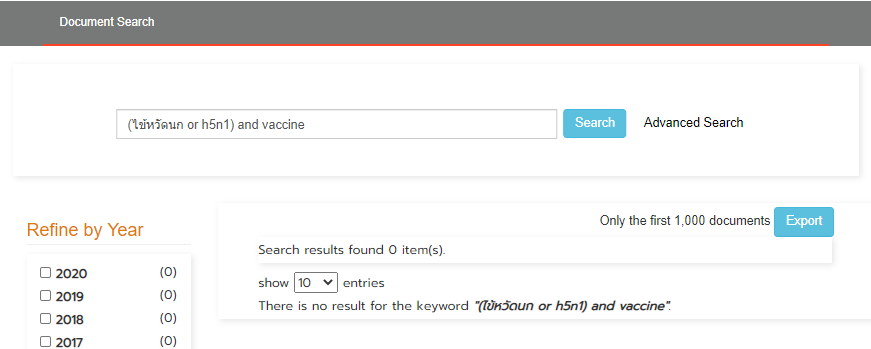 Document Search
(ไข้หวัดนก or h5n1) and vaccine
Search
Advanced Search
Only the first 1,000 documents
Export
Refine by Year
Search results found 0 item(s).
2020 (0)
show 10 entries
2019 (0)
There is no result for the keyword "(ไข้หวัดนก or h5n1) and vaccine".
2018 (0)
2017 (0)